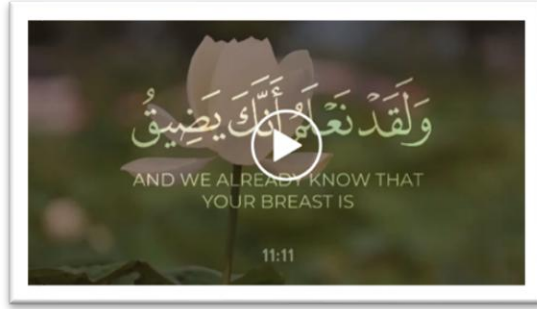 وَلَقَدْ نَعْلَمُ أَنَّكَ يَضِيقُ
AND WE ALREADY KNOW THAT
YOUR BREAST IS
11:11